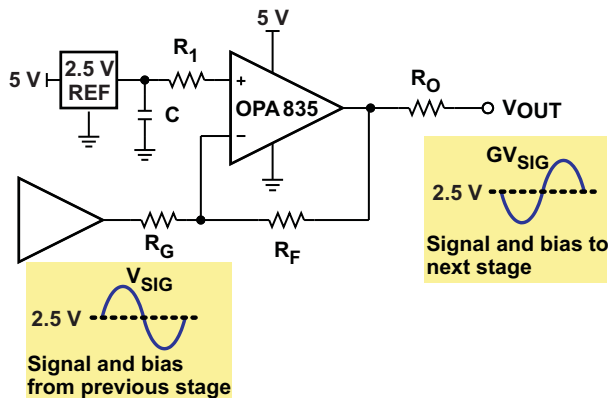 5 V
5 V
2.5 V
REF
R1
C
+
OPA835
−
RO
VOUT
GVSIG
2.5 V
Signal and bias to
next stage
RG
RF
VSIG
2.5 V
Signal and bias
from previous stage